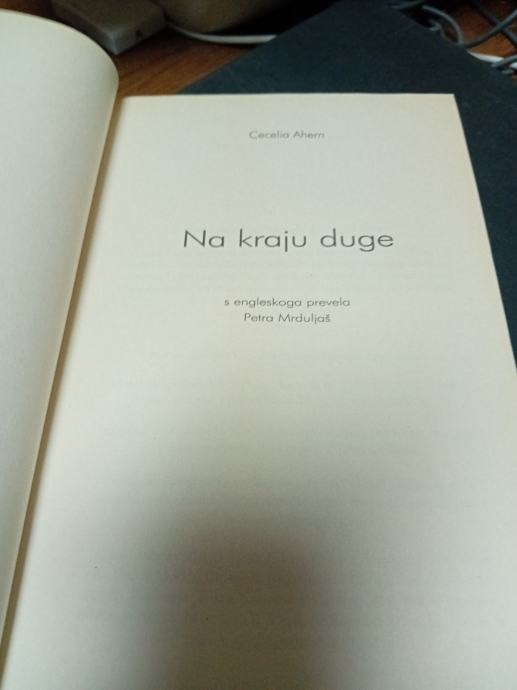 Cecelia Ahern
Na kraju duge
s engleskoga prevela
Petra Mrduljaš